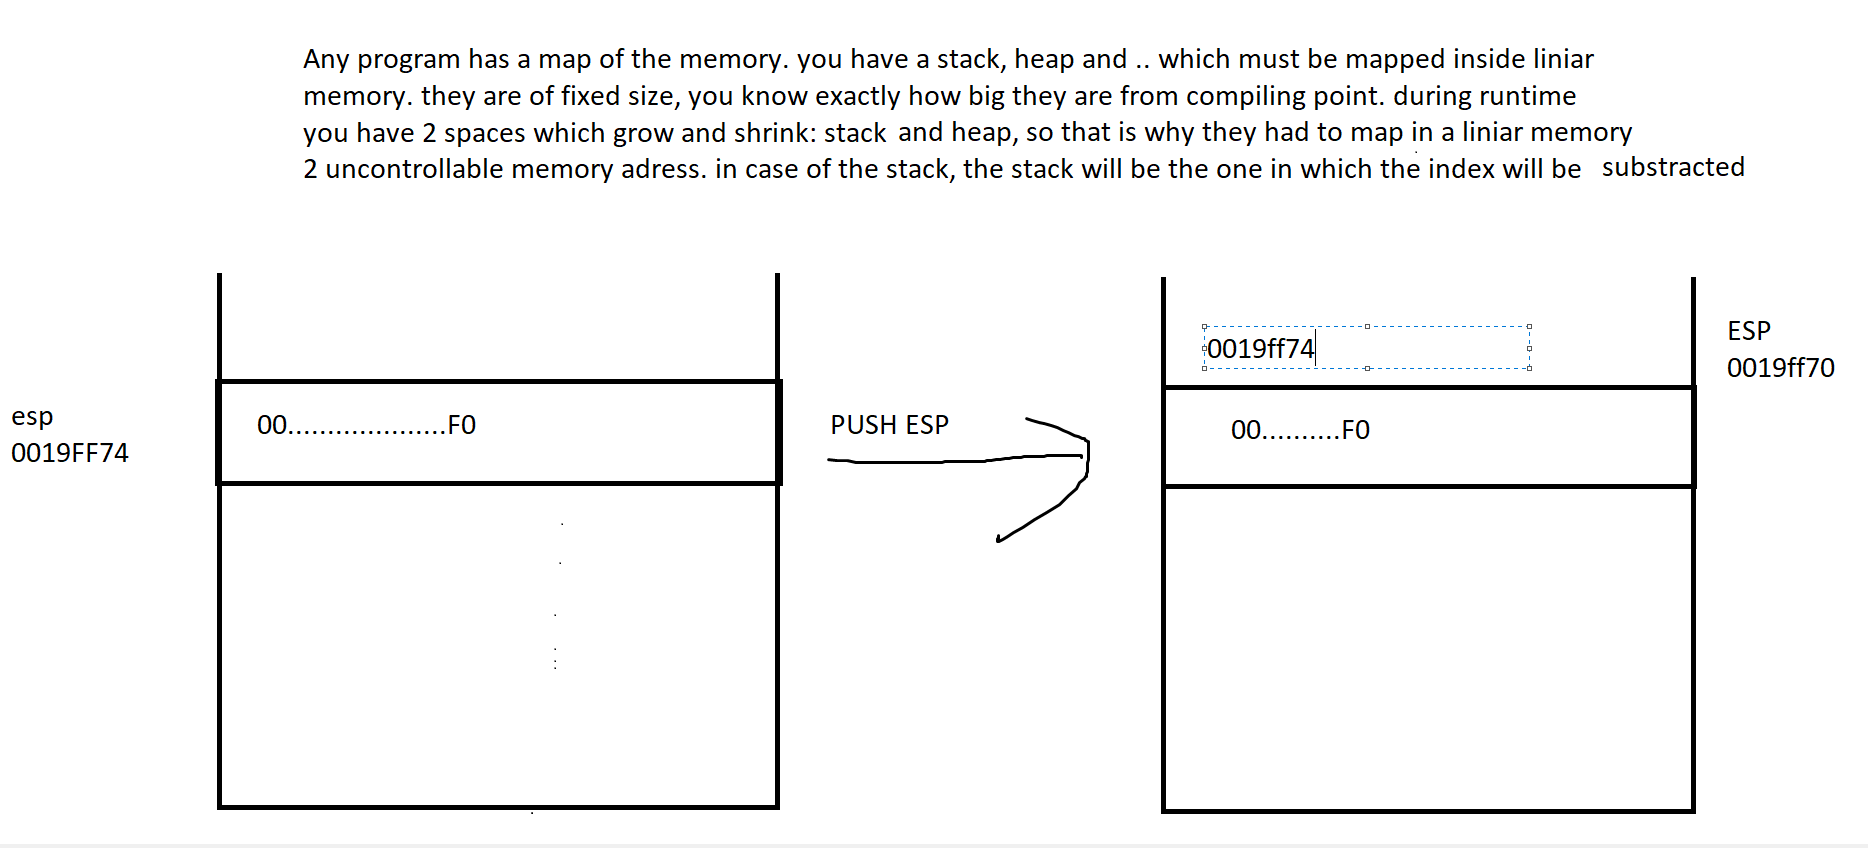 Any program has a map of the memory. you have a stack, heap and .. which must be mapped inside liniar
memory. they are of fixed size, you know exactly how big they are from compiling point. during runtime
you have 2 spaces which grow and shrink: stack and heap, so that is why they had to map in a liniar memory
2 uncontrollable memory adress. in case of the stack, the stack will be the one in which the index will be substracted
esp
0019FF74
00....................F0
PUSH ESP
0019ff74
00..........F0
ESP
0019ff70